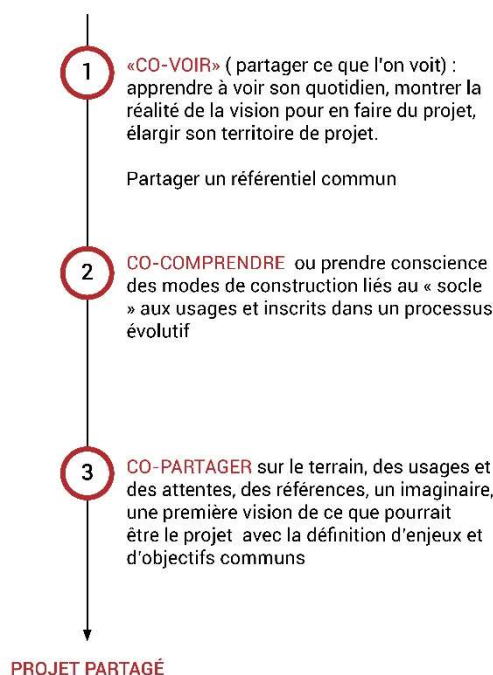 1
«CO-VOIR» ( partager ce que l'on voit) :
apprendre à voir son quotidien, montrer la
réalité de la vision pour en faire du projet,
élargir son territoire de projet.
Partager un référentiel commun
2
CO-COMPRENDRE ou prendre conscience
des modes de construction liés au « socle
» aux usages et inscrits dans un processus
évolutif
3
CO-PARTAGER sur le terrain, des usages et
des attentes, des références, un imaginaire,
une première vision de ce que pourrait
être le projet avec la définition d'enjeux et
d'objectifs communs
PROJET PARTAGÉ